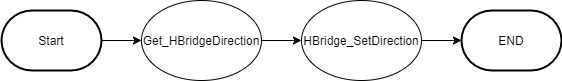 Start
Get_HBridgeDirection
HBridge_SetDirection
END